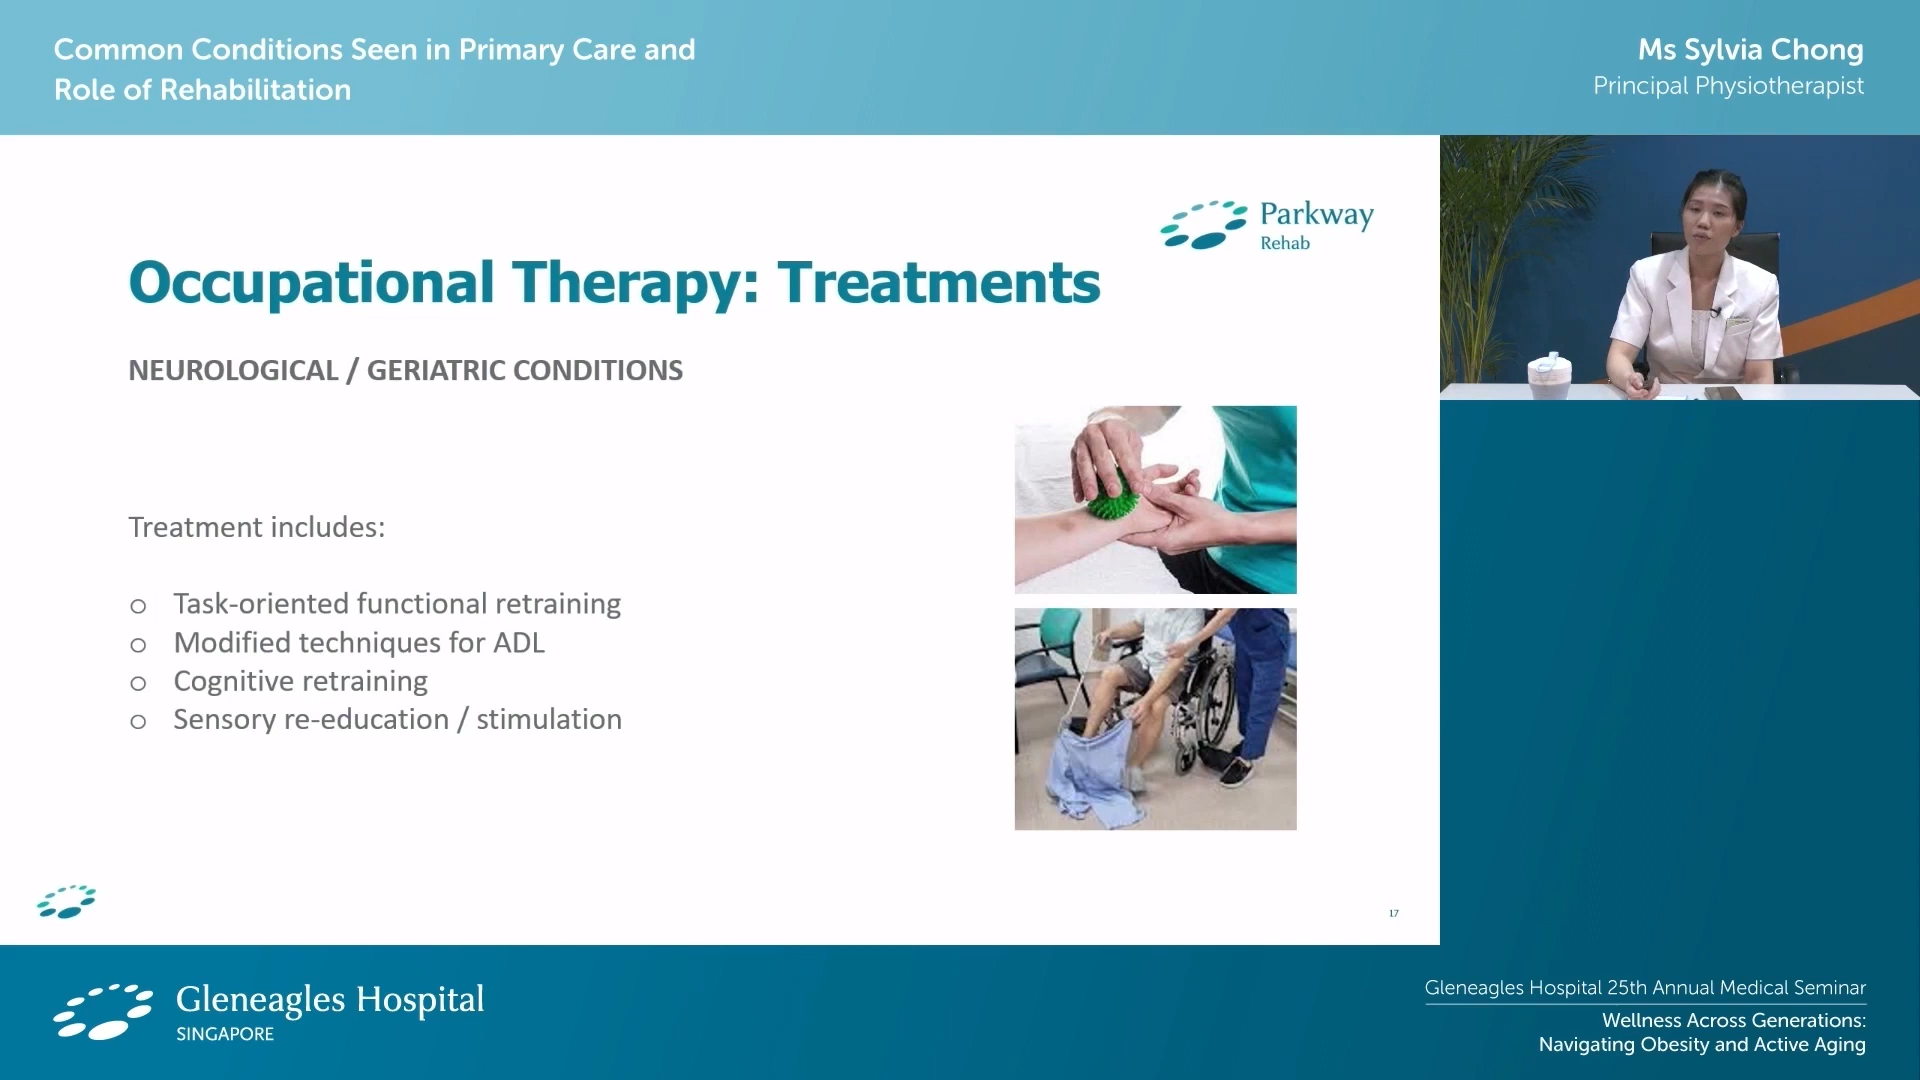 Common Conditions Seen in Primary Care and
Role of Rehabilitation
Ms Sylvia Chong
Principal Physiotherapist
Parkway
Rehab
Occupational Therapy: Treatments
NEUROLOGICAL / GERIATRIC CONDITIONS
Treatment includes:
o Task-oriented functional retraining
o Modified techniques for ADL
o Cognitive retraining
o Sensory re-education / stimulation
17
Gleneagles Hospital
SINGAPORE
Gleneagles Hospital 25th Annual Medical Seminar
Wellness Across Generations:
Navigating Obesity and Active Aging